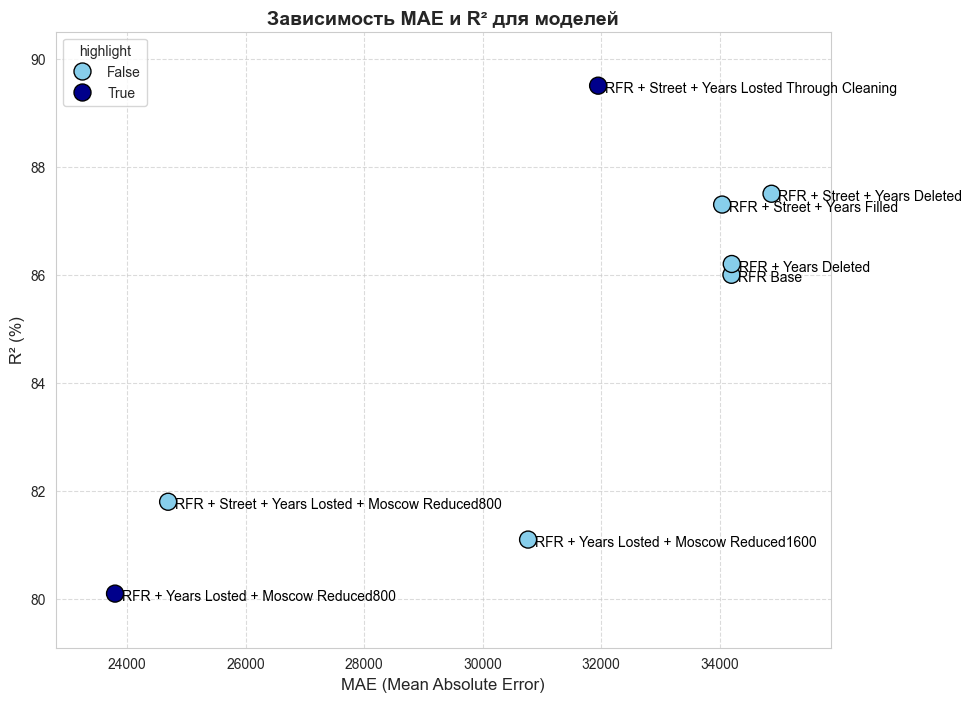 Зависимость MAE и R² для моделей
highlight
False
True
90
88
86
84
82
80
R² (%)
RFR + Street + Years Losted Through Cleaning
RFR + Street + Years Deleted
RFR + Street + Years Filled
RFR + Years Deleted
RFR Base
RFR + Street + Years Losted + Moscow Reduced800
RFR + Years Losted + Moscow Reduced1600
RFR + Years Losted + Moscow Reduced800
24000 26000 28000 30000 32000 34000
MAE (Mean Absolute Error)